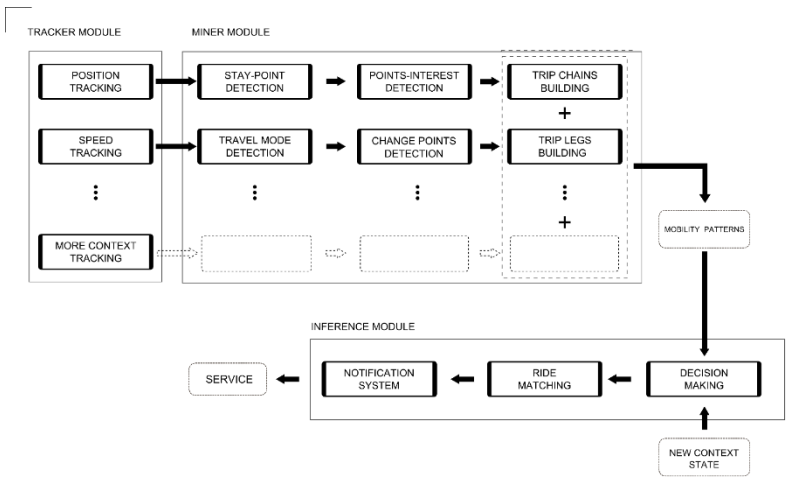 TRACKER MODULE
MINER MODULE
POSITION
TRACKING
STAY-POINT
DETECTION
POINTS-INTEREST
DETECTION
TRIP CHAINS
BUILDING
+
SPEED
TRACKING
TRAVEL MODE
DETECTION
CHANGE POINTS
DETECTION
TRIP LEGS
BUILDING
+
MORE CONTEXT
TRACKING
MOBILITY PATTERNS
INFERENCE MODULE
SERVICE
NOTIFICATION
SYSTEM
RIDE
MATCHING
DECISION
MAKING
NEW CONTEXT
STATE